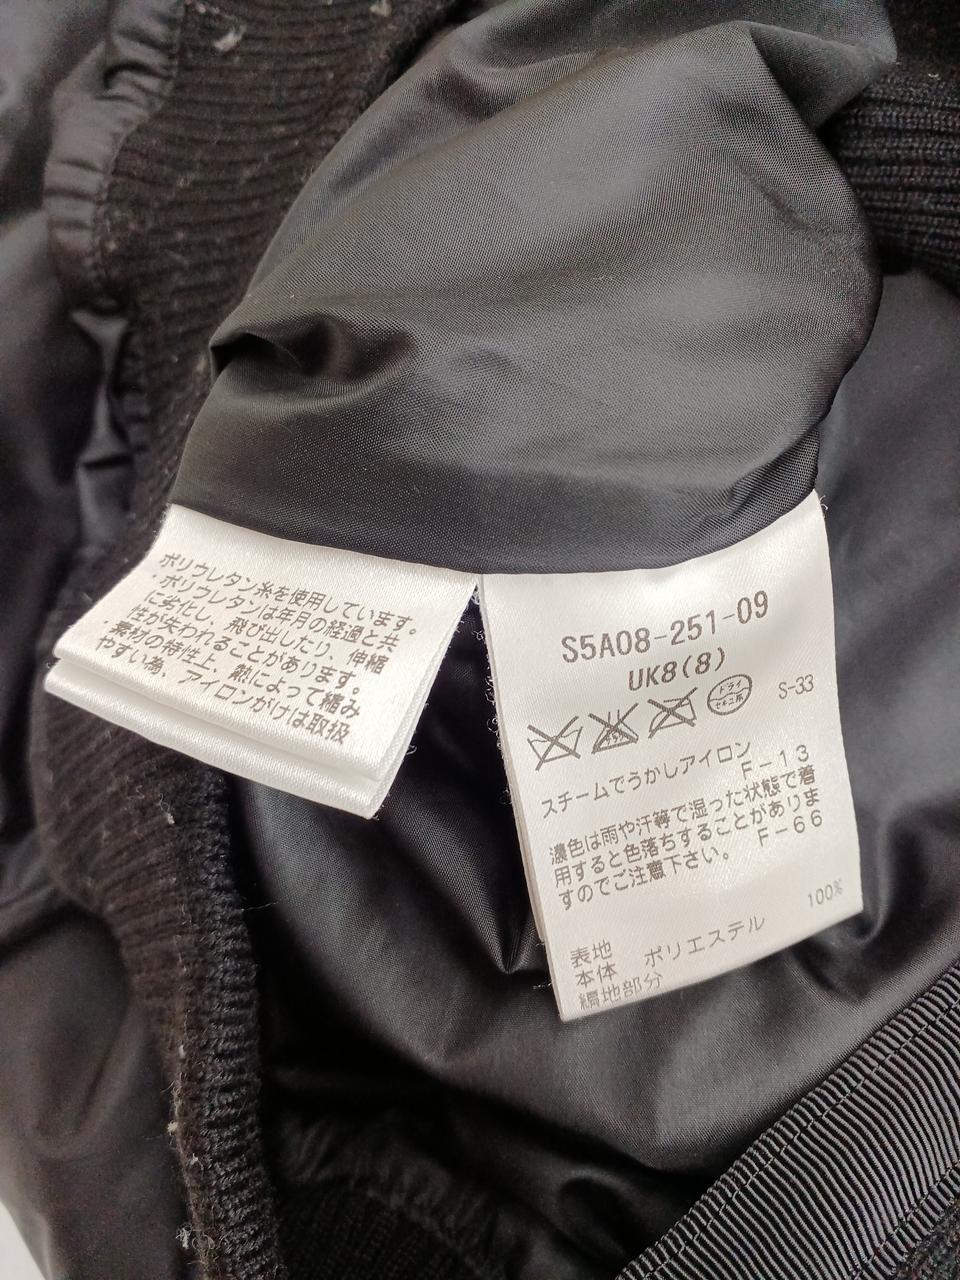 ポリウレタン糸を使用しています。
・ポリウレタンは年月の経過と共
に劣化し、飛び出したり、伸縮
性が失われることがあります。
・素材の特性上、熱によって縮み
やすい為、アイロンがけは取扱
S5A08-251-09
UK8(8)
ドライ
セキユ系
S-33
スチームでうかしアイロン
F-13
濃色は雨や汗等で湿った状態で着
用すると色落ちすることがありま
すのでご注意下さい。 F-66
表地
本体 ポリエステル 100%
編地部分